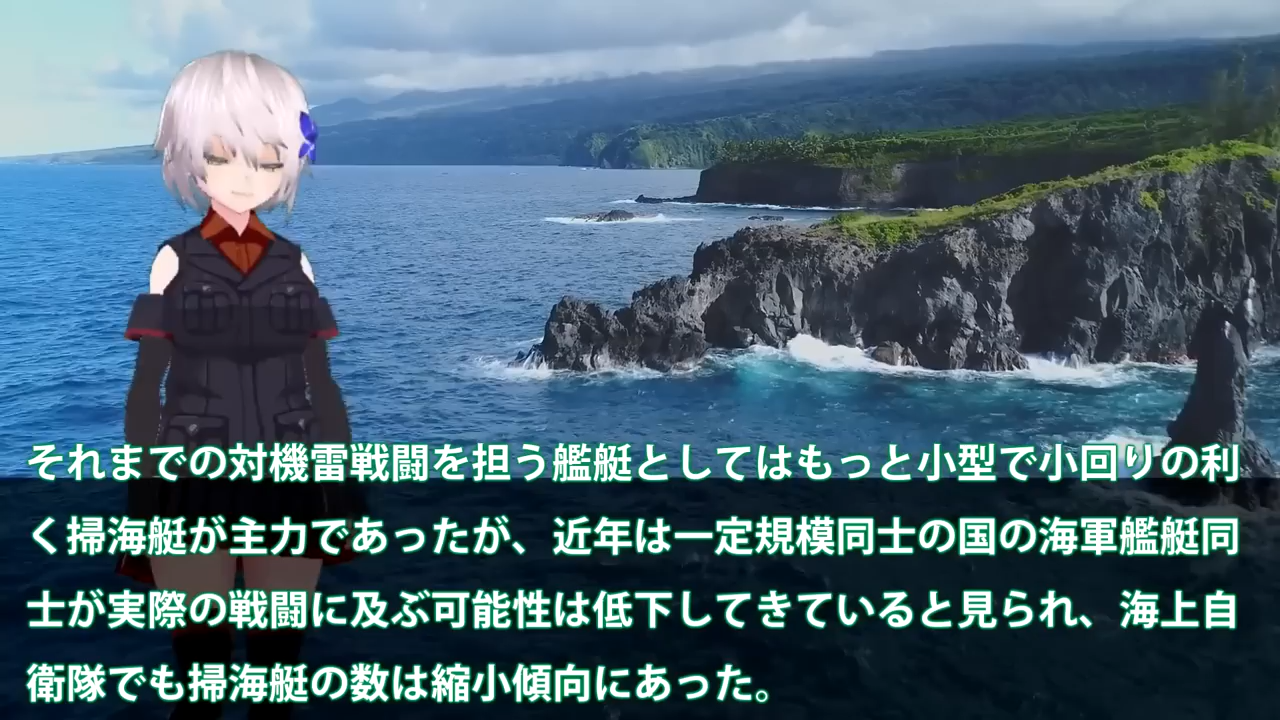 それまでの対機雷戦闘を担う艦艇としてはもっと小型で小回りの利
く掃海艇が主力であったが、近年は一定規模同士の国の海軍艦艇同
士が実際の戦闘に及ぶ可能性は低下してきていると見られ、海上自
衛隊でも掃海艇の数は縮小傾向にあった。